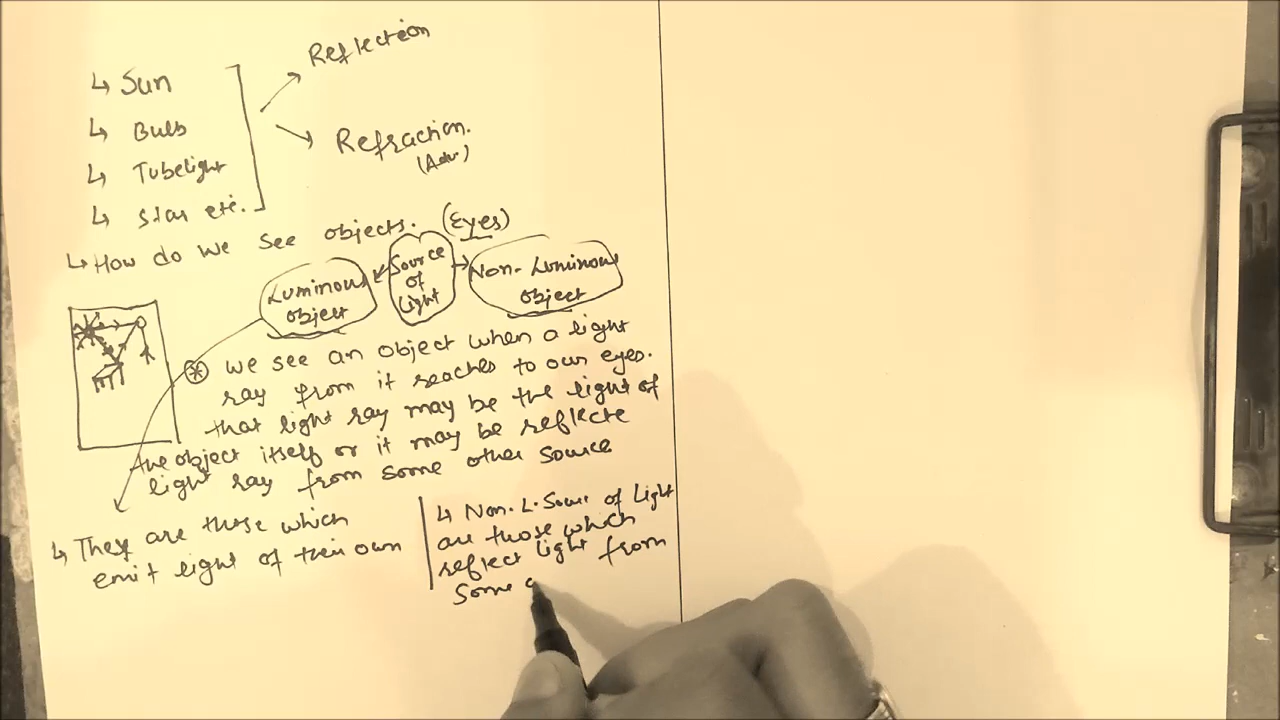 ↳ Sun
Reflection
↳ Bulb
Refraction.
(Adv.)
↳ Tubelight
↳ Star etc.
↳ How do we see objects. (Eyes)
Luminous
object
Source
of
Light
Non-Luminous
object
* we see an object when a light
ray from it reaches to our eyes.
that light ray may be the light of
the object itself or it may be reflecte
light ray from some other source
↳ They are those which
emit light of their own
↳ Non. L. Sour of Light
are those which
reflect light from
Some